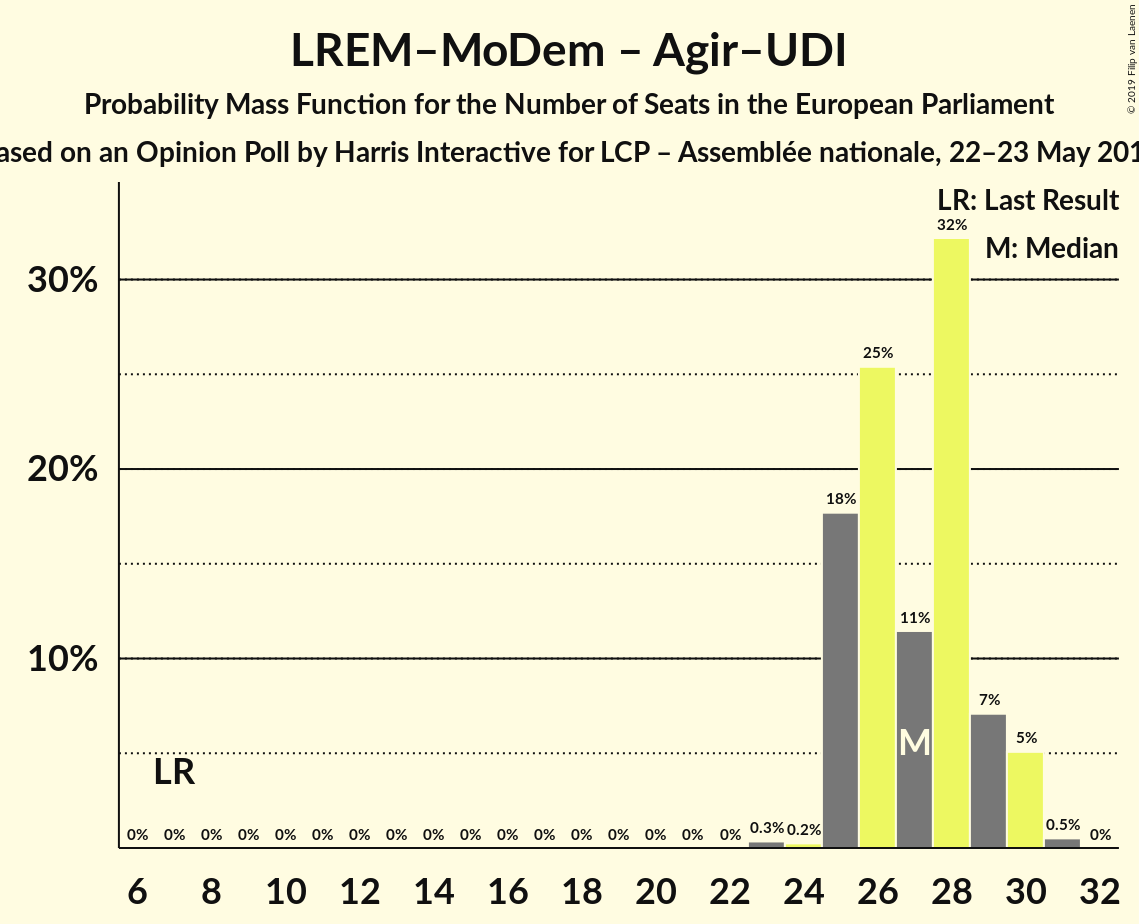 LREM–MoDem – Agir–UDI
Probability Mass Function for the Number of Seats in the European Parliament
ased on an Opinion Poll by Harris Interactive for LCP – Assemblée nationale, 22–23 May 201
© 2019 Filip van Laenen
LR: Last Result
M: Median
30%
20%
10%
32%
25%
18%
11%
7%
5%
M
LR
0% 0% 0% 0% 0% 0% 0% 0% 0% 0% 0% 0% 0% 0% 0% 0% 0% 0.3% 0.2% 0.5% 0%
6 8 10 12 14 16 18 20 22 24 26 28 30 32